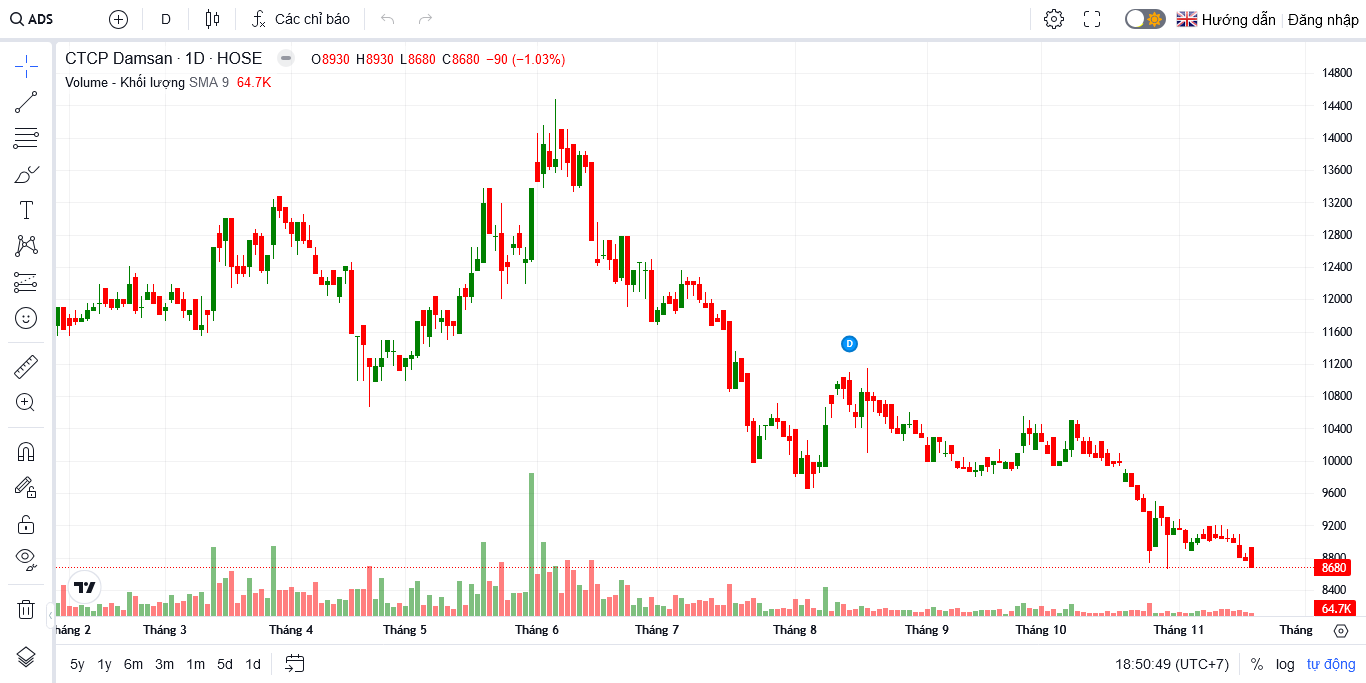 ADS D Các chỉ báo Hướng dẫn Đăng nhập
CTCP Damsan · 1D · HOSE O8930 H8930 L8680 C8680 −90 (−1.03%)
Volume - Khối lượng SMA 9 64.7K
14800
14400
14000
13600
13200
12800
12400
12000
11600
11200
10800
10400
10000
9600
9200
8800
8680
8400
64.7K
D
háng 2 Tháng 3 Tháng 4 Tháng 5 Tháng 6 Tháng 7 Tháng 8 Tháng 9 Tháng 10 Tháng 11 Tháng
5y 1y 6m 3m 1m 5d 1d 18:50:49 (UTC+7) % log tự động